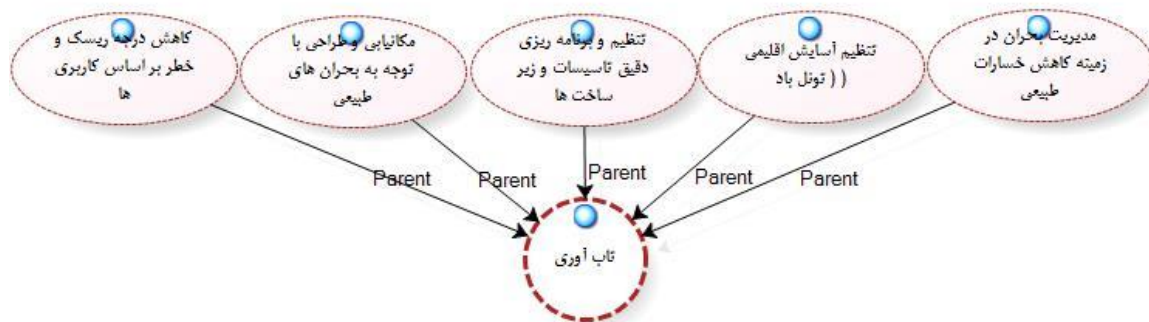 کاهش درجه ریسک و
خطر بر اساس کاربری
ها
مکانیابی و طراحی با
توجه به بحران های
طبیعی
تنظیم و برنامه ریزی
دقیق تاسیسات و زیر
ساخت ها
تنظیم آسایش اقلیمی
( ( تونل باد
مدیریت بحران در
زمینه کاهش خسارات
طبیعی
Parent
Parent
Parent
Parent
Parent
تاب آوری